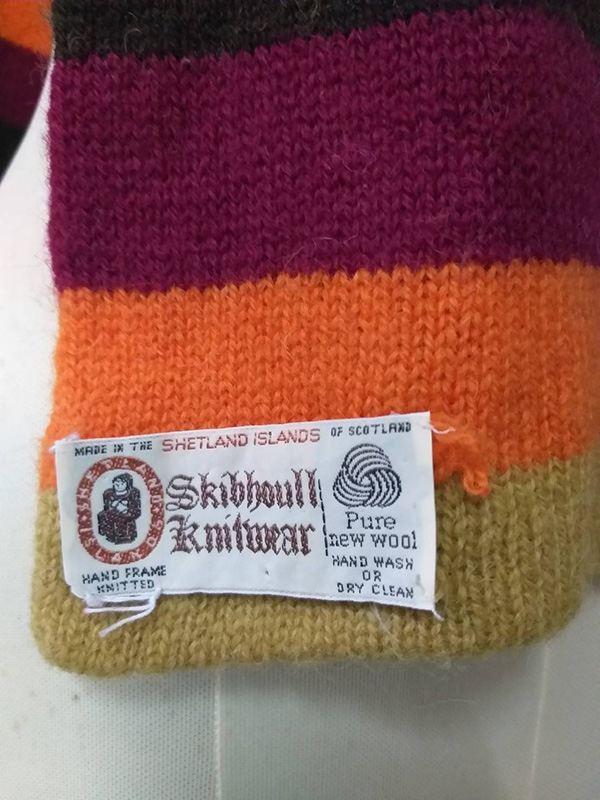 MADE IN THE SHETLAND ISLANDS OF SCOTLAND
Skibhoull
Knitwear
Pure
new wool
HAND FRAME
KNITTED
HAND WASH
OR
DRY CLEAN